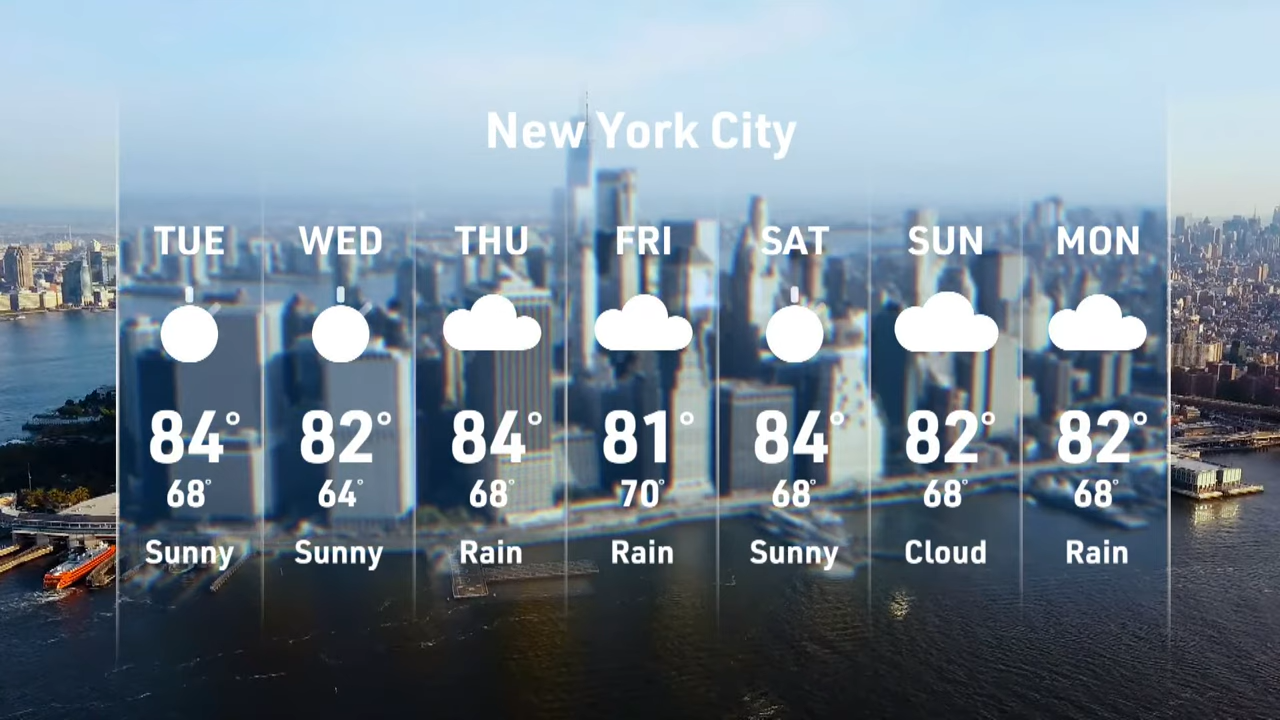 New York City
TUE WED THU FRI SAT SUN MON
84° 82° 84° 81° 84° 82° 82°
68° 64° 68° 70° 68° 68° 68°
Sunny Sunny Rain Rain Sunny Cloud Rain